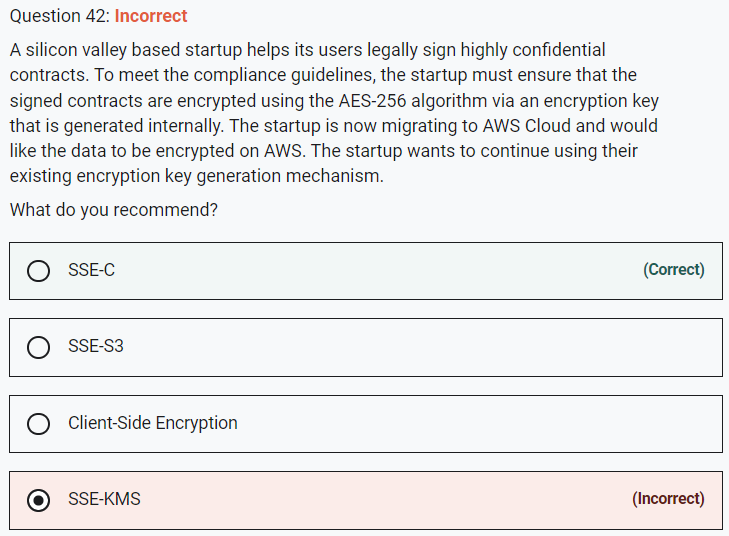 Question 42: Incorrect
A silicon valley based startup helps its users legally sign highly confidential
contracts. To meet the compliance guidelines, the startup must ensure that the
signed contracts are encrypted using the AES-256 algorithm via an encryption key
that is generated internally. The startup is now migrating to AWS Cloud and would
like the data to be encrypted on AWS. The startup wants to continue using their
existing encryption key generation mechanism.
What do you recommend?
SSE-C (Correct)
SSE-S3
Client-Side Encryption
SSE-KMS (Incorrect)